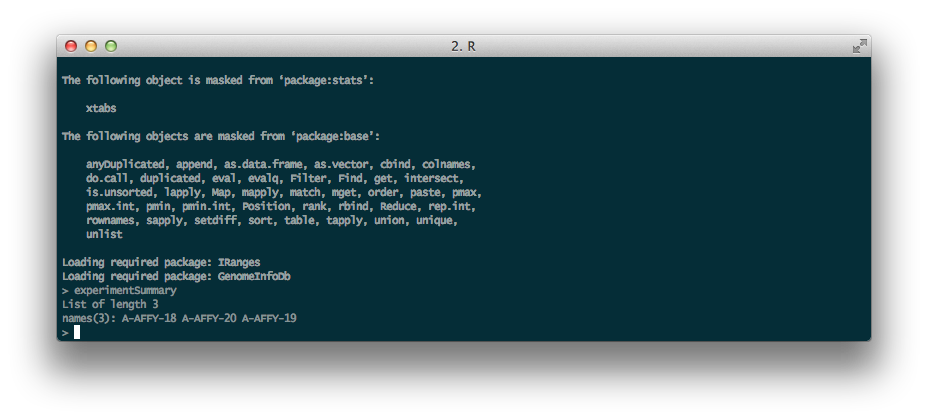 2. R
The following object is masked from ‘package:stats’:
xtabs
The following objects are masked from ‘package:base’:
anyDuplicated, append, as.data.frame, as.vector, cbind, colnames,
do.call, duplicated, eval, evalq, Filter, Find, get, intersect,
is.unsorted, lapply, Map, mapply, match, mget, order, paste, pmax,
pmax.int, pmin, pmin.int, Position, rank, rbind, Reduce, rep.int,
rownames, sapply, setdiff, sort, table, tapply, union, unique,
unlist
Loading required package: IRanges
Loading required package: GenomeInfoDb
> experimentSummary
List of length 3
names(3): A-AFFY-18 A-AFFY-20 A-AFFY-19
>